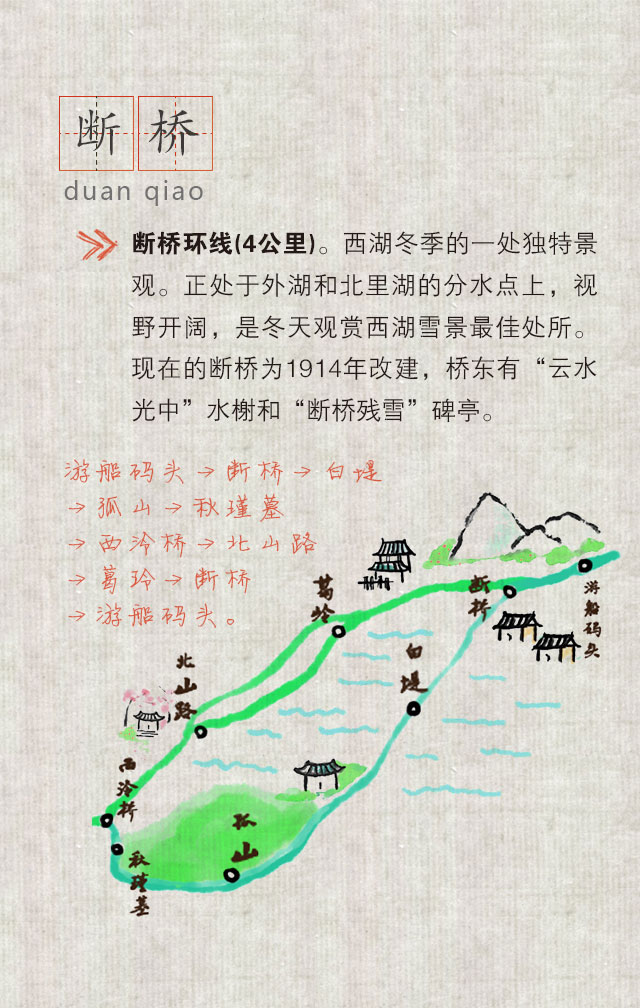 断桥
duan qiao
断桥环线(4公里)。西湖冬季的一处独特景
观。正处于外湖和北里湖的分水点上，视
野开阔，是冬天观赏西湖雪景最佳处所。
现在的断桥为1914年改建，桥东有“云水
光中”水榭和“断桥残雪”碑亭。
游船码头→断桥→白堤
→孤山→秋瑾墓
→西泠桥→北山路
→葛玲→断桥
→游船码头。
葛岭
断桥
游船码头
白堤
北山路
西泠桥
孤山
秋瑾墓